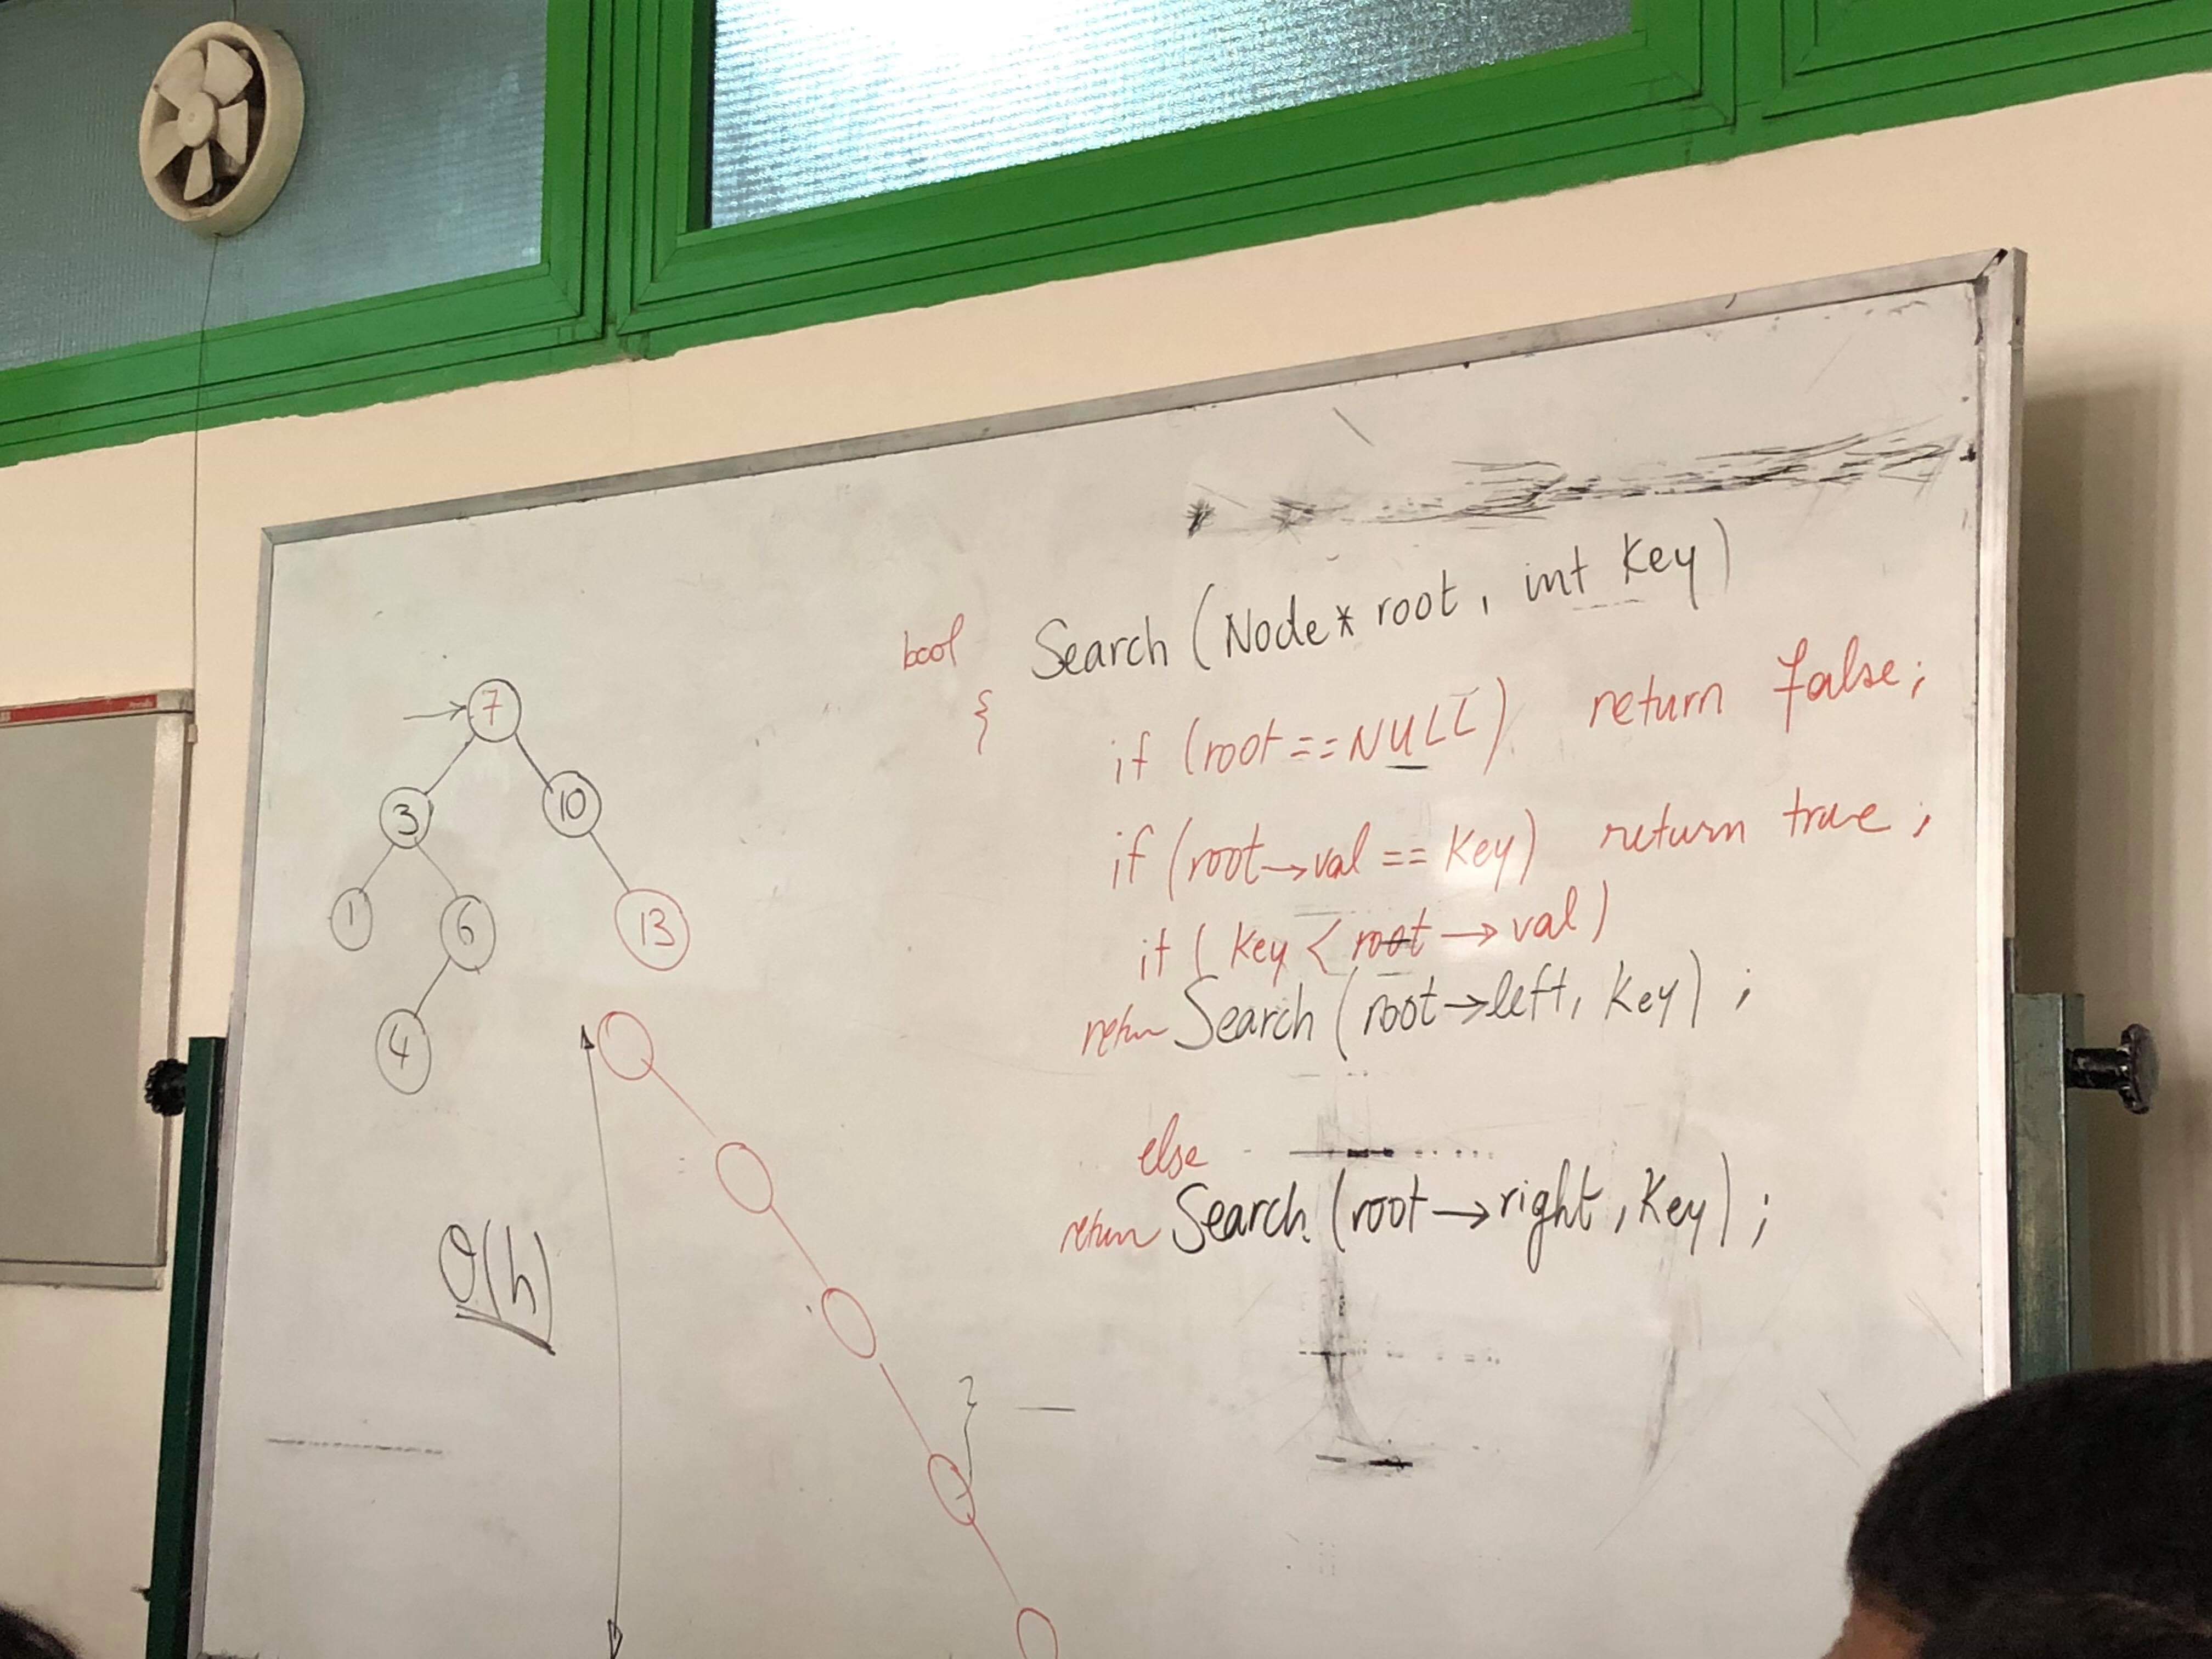 bool Search (Node* root, int Key)
{
if (root==NULL) return false;
if (root→val == Key) return true;
if ( Key < root → val)
return Search (root→left, Key) ;
else
return Search (root→right, Key) ;
}
7
3 10
1 6 13
4
O(h)